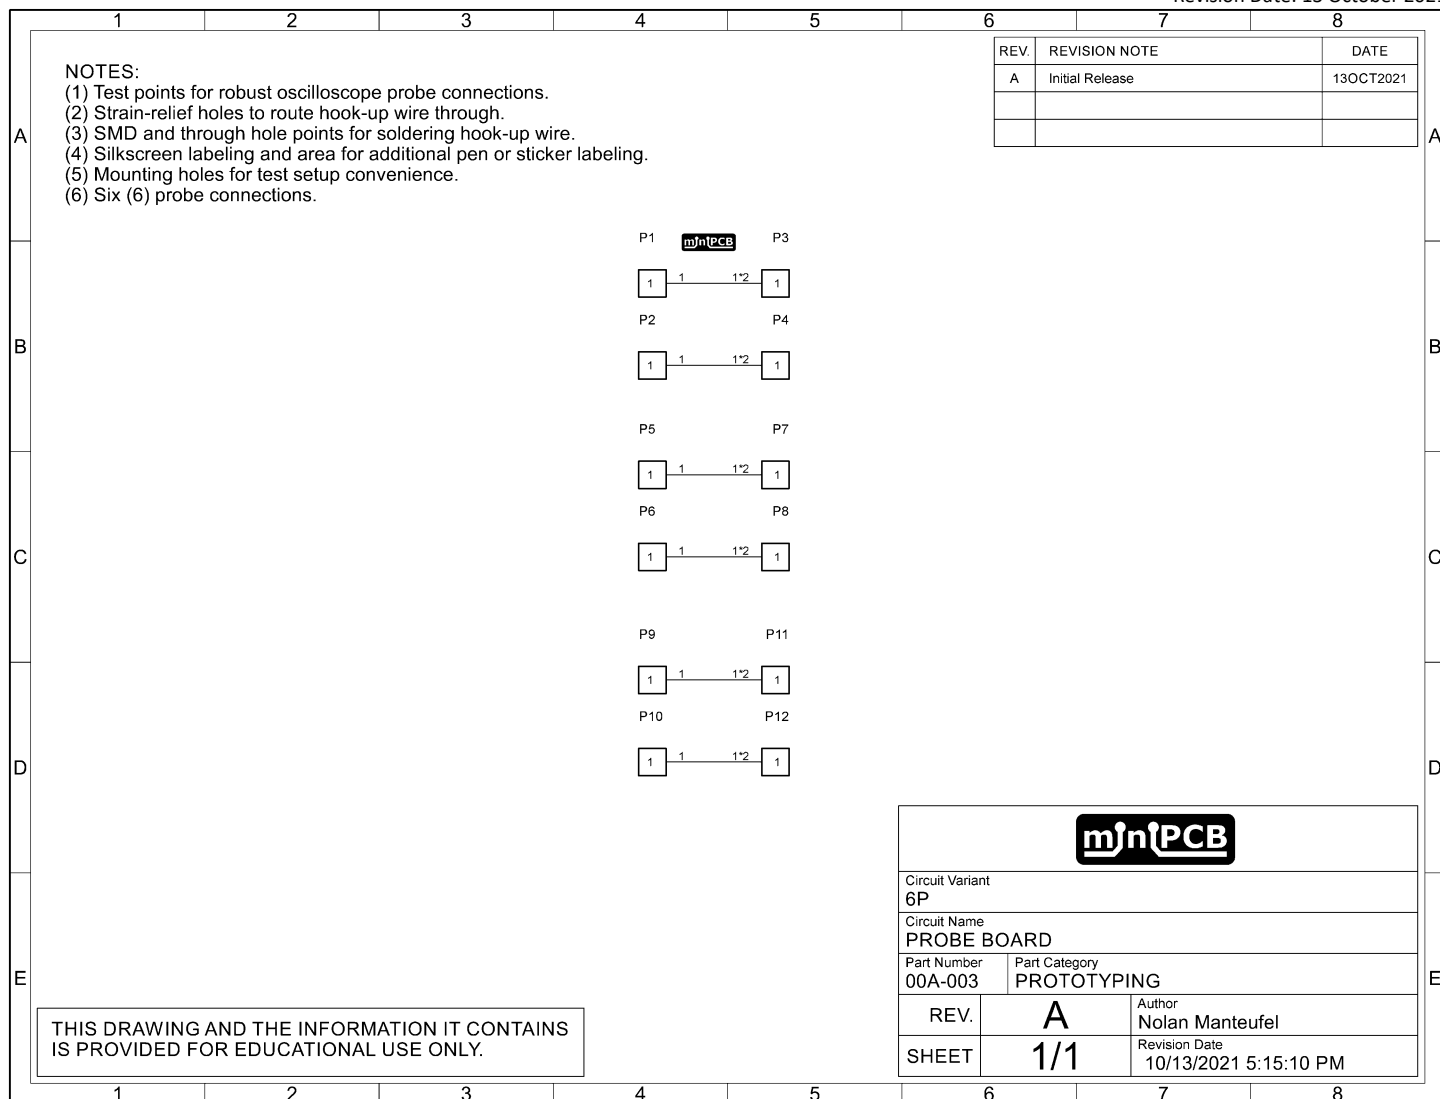 1 2 3 4 5 6 7 8
REV. REVISION NOTE DATE
A Initial Release 13OCT2021
NOTES:
(1) Test points for robust oscilloscope probe connections.
(2) Strain-relief holes to route hook-up wire through.
(3) SMD and through hole points for soldering hook-up wire.
(4) Silkscreen labeling and area for additional pen or sticker labeling.
(5) Mounting holes for test setup convenience.
(6) Six (6) probe connections.
A A
P1 miniPCB P3
1 1 1*2 1
P2 P4
B B
1 1 1*2 1
P5 P7
1 1 1*2 1
P6 P8
C C
1 1 1*2 1
P9 P11
1 1 1*2 1
P10 P12
D D
1 1 1*2 1
miniPCB
Circuit Variant
6P
Circuit Name
PROBE BOARD
Part Number Part Category
00A-003 PROTOTYPING
E E
REV. A Author
Nolan Manteufel
SHEET 1/1 Revision Date
10/13/2021 5:15:10 PM
THIS DRAWING AND THE INFORMATION IT CONTAINS
IS PROVIDED FOR EDUCATIONAL USE ONLY.
1 2 3 4 5 6 7 8